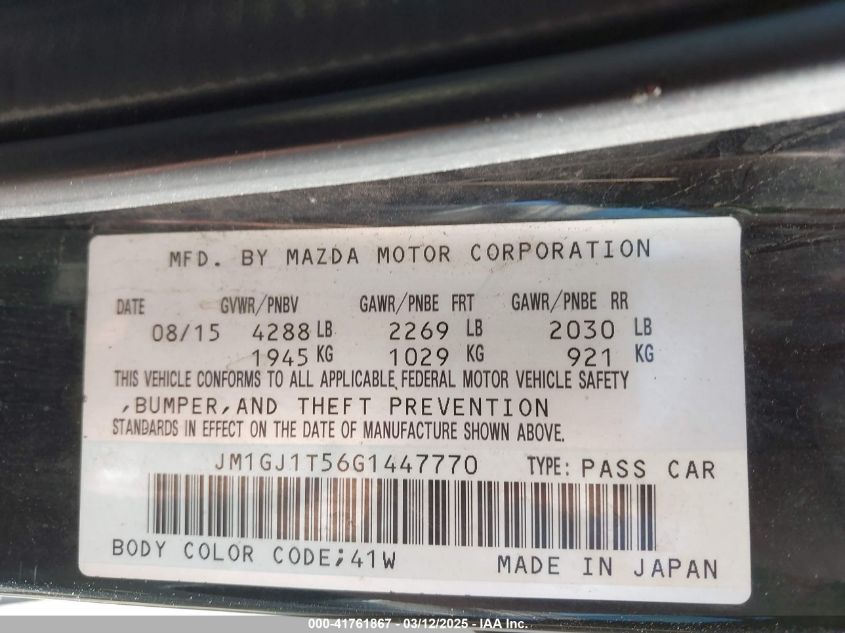 MFD. BY MAZDA MOTOR CORPORATION
DATE GVWR/PNBV GAWR/PNBE FRT GAWR/PNBE RR
08/15 4288 LB 2269 LB 2030 LB
1945 KG 1029 KG 921 KG
THIS VEHICLE CONFORMS TO ALL APPLICABLE FEDERAL MOTOR VEHICLE SAFETY
,BUMPER,AND THEFT PREVENTION
STANDARDS IN EFFECT ON THE DATE OF MANUFACTURE SHOWN ABOVE.
JM1GJ1T56G1447770 TYPE: PASS CAR
BODY COLOR CODE;41W MADE IN JAPAN
000-41761867 - 03/12/2025 - IAA Inc.